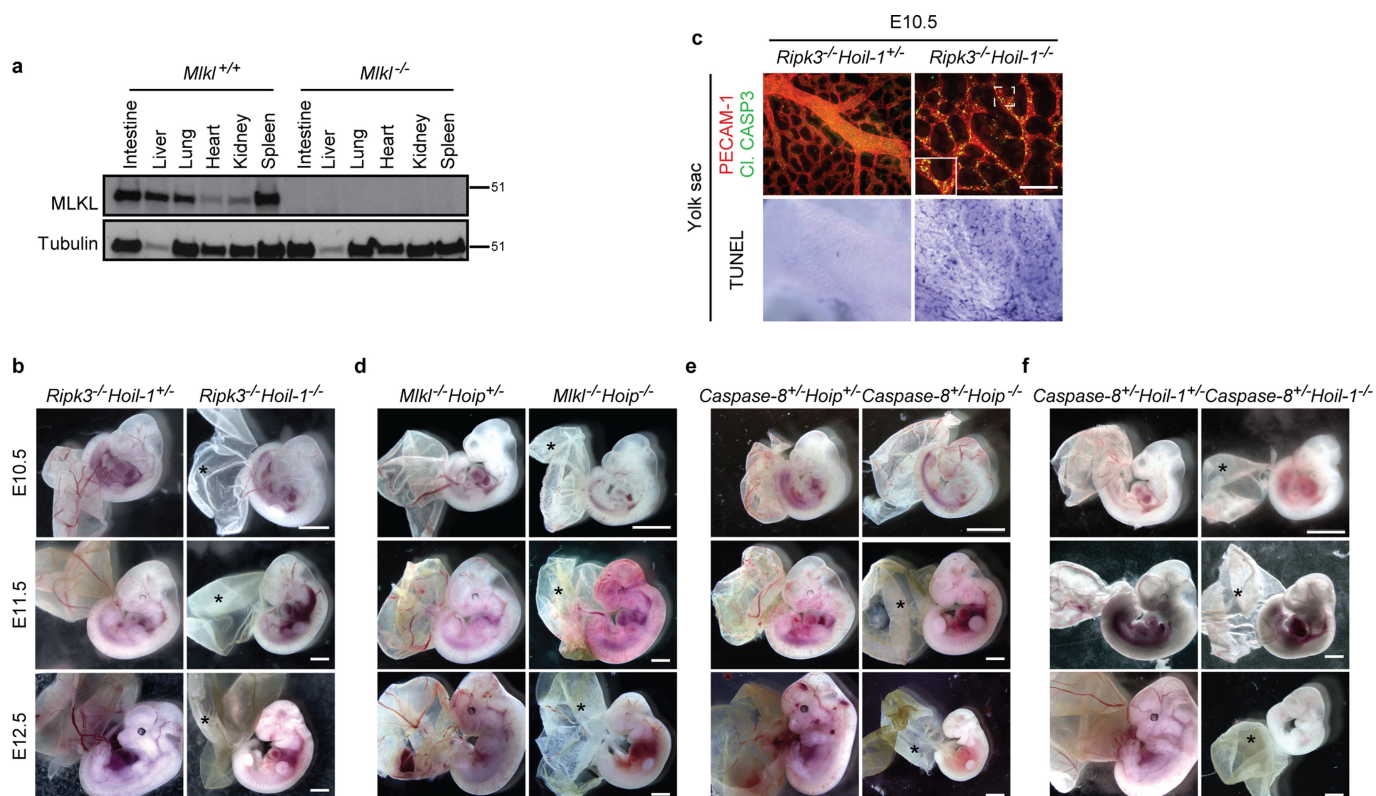 a
Mlkl+/+ Mlkl-/-
Intestine Liver Lung Heart Kidney Spleen Intestine Liver Lung Heart Kidney Spleen
MLKL 51
Tubulin 51
c
E10.5
Ripk3-/-Hoil-1+/- Ripk3-/-Hoil-1-/-
Yolk sac
PECAM-1
Cl. CASP3
TUNEL
b
Ripk3-/-Hoil-1+/- Ripk3-/-Hoil-1-/-
E10.5
*
E11.5
*
E12.5
*
d
Mlkl-/-Hoip+/- Mlkl-/-Hoip-/-
*
*
*
e
Caspase-8+/-Hoip+/- Caspase-8+/-Hoip-/-
*
*
f
Caspase-8+/-Hoil-1+/- Caspase-8+/-Hoil-1-/-
*
*
*